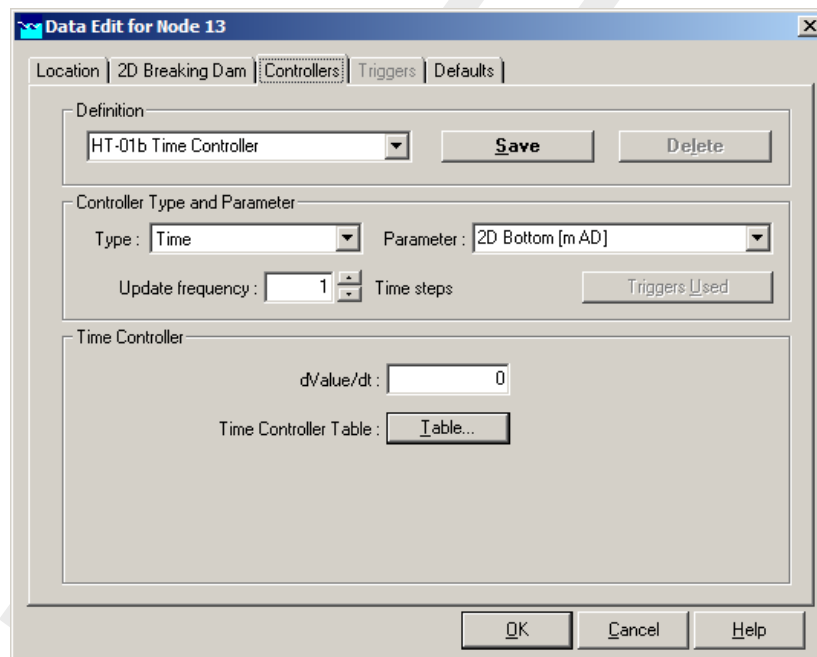 Data Edit for Node 13
Location 2D Breaking Dam Controllers Triggers Defaults
Definition
HT-01b Time Controller Save Delete
Controller Type and Parameter
Type : Time Parameter : 2D Bottom [m AD]
Update frequency : 1 Time steps Triggers Used
Time Controller
dValue/dt : 0
Time Controller Table : Table...
OK Cancel Help